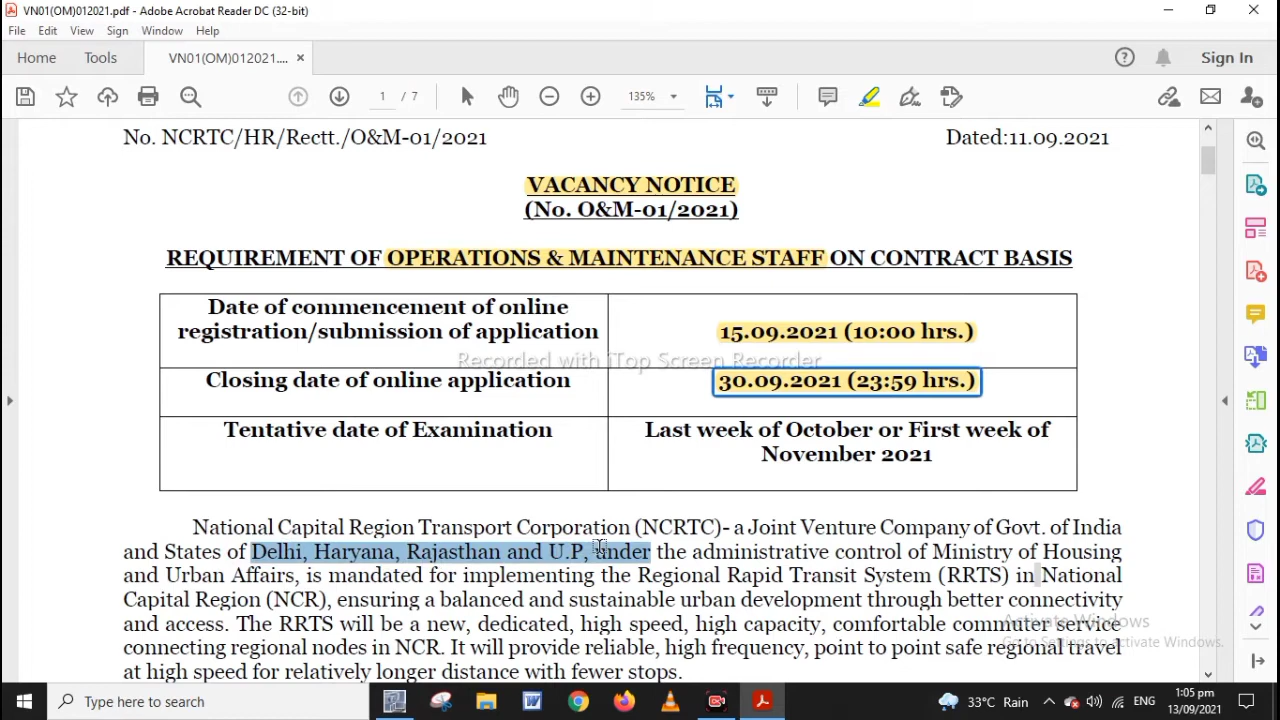 VN01(OM)012021.pdf - Adobe Acrobat Reader DC (32-bit)
File Edit View Sign Window Help
Home Tools VN01(OM)012021.... × Sign In
1 / 7 135%
No. NCRTC/HR/Rectt./O&M-01/2021 Dated:11.09.2021
VACANCY NOTICE
(No. O&M-01/2021)
REQUIREMENT OF OPERATIONS & MAINTENANCE STAFF ON CONTRACT BASIS
Date of commencement of online
registration/submission of application 15.09.2021 (10:00 hrs.)
Recorded with iTop Screen Recorder
Closing date of online application 30.09.2021 (23:59 hrs.)
Tentative date of Examination Last week of October or First week of
November 2021
National Capital Region Transport Corporation (NCRTC)- a Joint Venture Company of Govt. of India
and States of Delhi, Haryana, Rajasthan and U.P, under the administrative control of Ministry of Housing
and Urban Affairs, is mandated for implementing the Regional Rapid Transit System (RRTS) in National
Capital Region (NCR), ensuring a balanced and sustainable urban development through better connectivity
and access. The RRTS will be a new, dedicated, high speed, high capacity, comfortable commuter service
connecting regional nodes in NCR. It will provide reliable, high frequency, point to point safe regional travel
at high speed for relatively longer distance with fewer stops.
Activate Windows
Go to Settings to activate Windows.
Type here to search 33°C Rain ENG 1:05 pm
13/09/2021